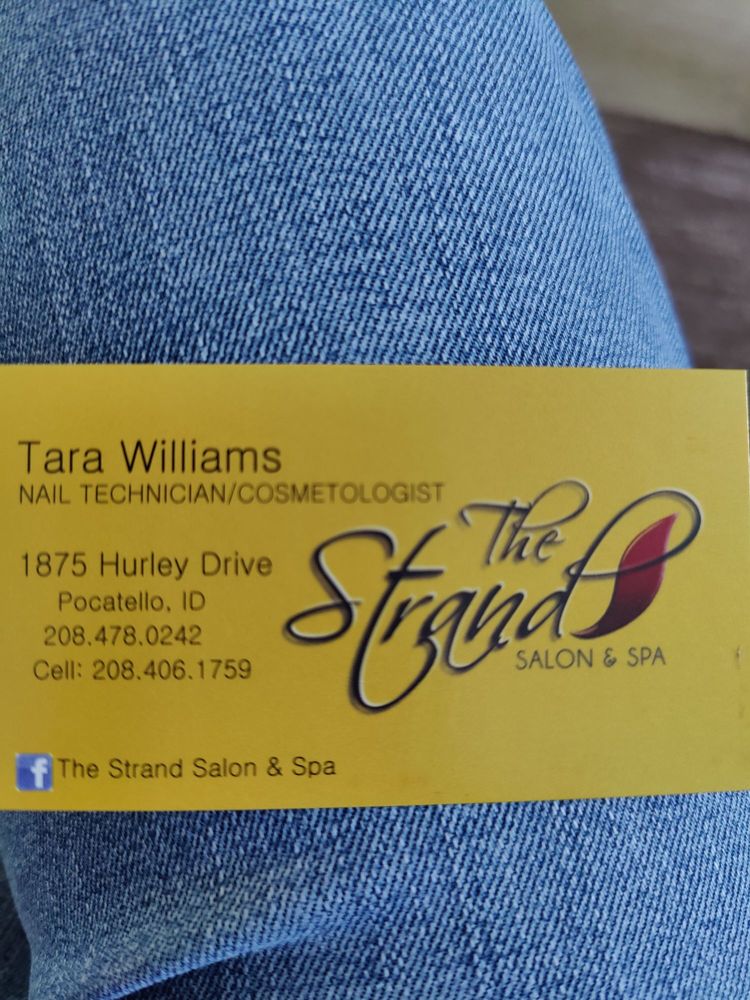 Tara Williams
NAIL TECHNICIAN/COSMETOLOGIST
1875 Hurley Drive
Pocatello, ID
208.478.0242
Cell: 208.406.1759
The
Strand
SALON & SPA
f The Strand Salon & Spa